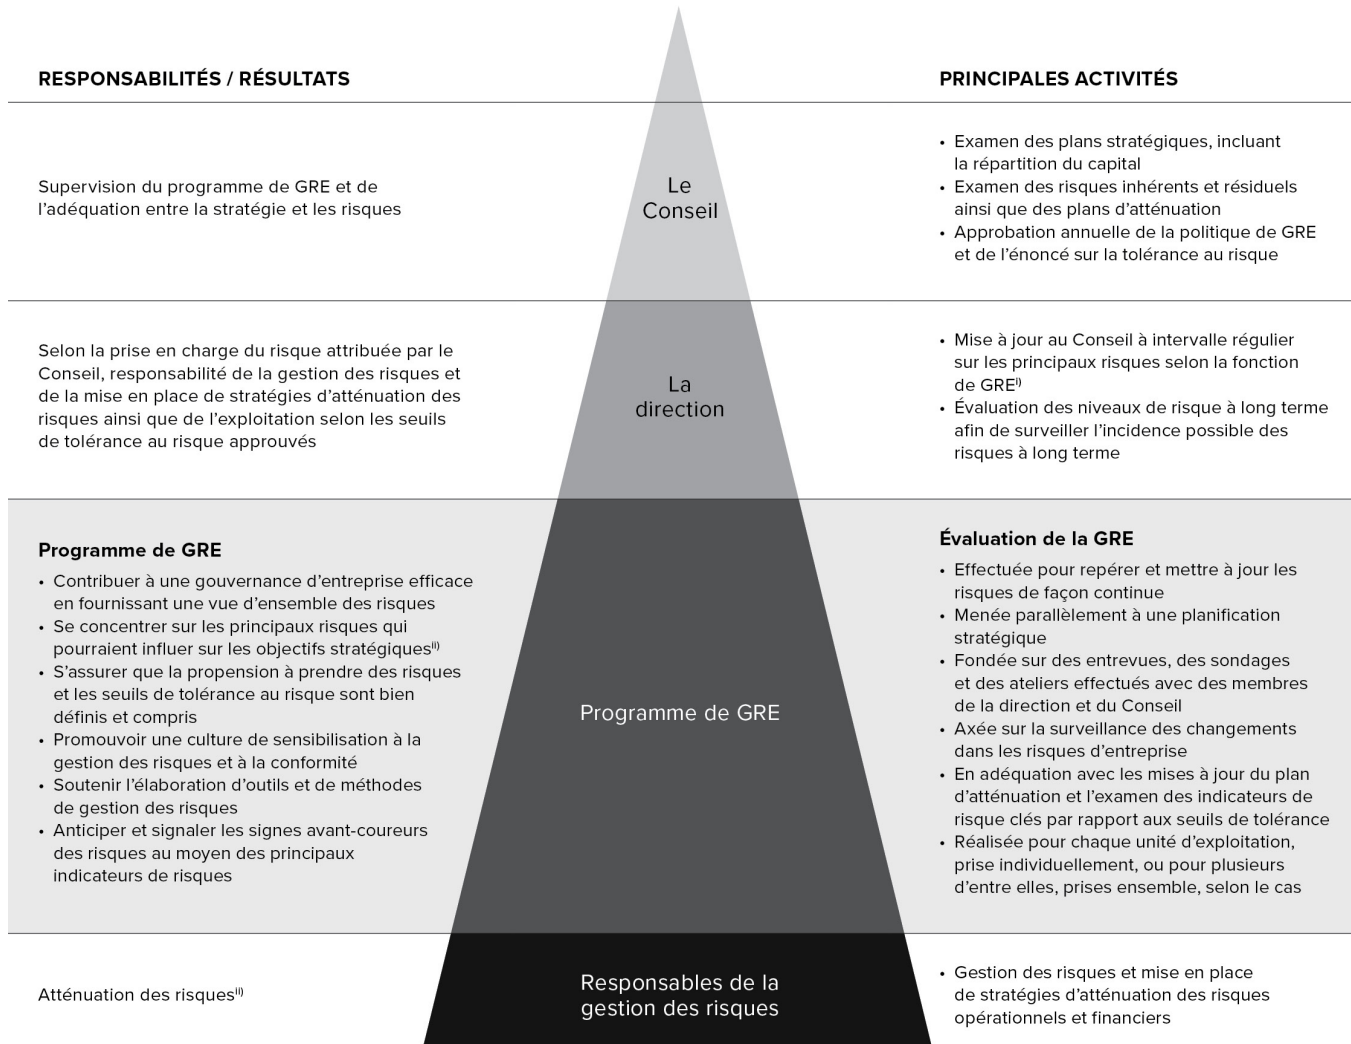 RESPONSABILITÉS / RÉSULTATS
PRINCIPALES ACTIVITÉS
Supervision du programme de GRE et de
l’adéquation entre la stratégie et les risques
Le
Conseil
• Examen des plans stratégiques, incluant
la répartition du capital
• Examen des risques inhérents et résiduels
ainsi que des plans d’atténuation
• Approbation annuelle de la politique de GRE
et de l’énoncé sur la tolérance au risque
Selon la prise en charge du risque attribuée par le
Conseil, responsabilité de la gestion des risques et
de la mise en place de stratégies d’atténuation des
risques ainsi que de l’exploitation selon les seuils
de tolérance au risque approuvés
La
direction
• Mise à jour au Conseil à intervalle régulier
sur les principaux risques selon la fonction
de GREⁱ⁾
• Évaluation des niveaux de risque à long terme
afin de surveiller l’incidence possible des
risques à long terme
Programme de GRE
• Contribuer à une gouvernance d’entreprise efficace
en fournissant une vue d’ensemble des risques
• Se concentrer sur les principaux risques qui
pourraient influer sur les objectifs stratégiquesⁱⁱ⁾
• S’assurer que la propension à prendre des risques
et les seuils de tolérance au risque sont bien
définis et compris
• Promouvoir une culture de sensibilisation à la
gestion des risques et à la conformité
• Soutenir l’élaboration d’outils et de méthodes
de gestion des risques
• Anticiper et signaler les signes avant-coureurs
des risques au moyen des principaux
indicateurs de risques
Programme de GRE
Évaluation de la GRE
• Effectuée pour repérer et mettre à jour les
risques de façon continue
• Menée parallèlement à une planification
stratégique
• Fondée sur des entrevues, des sondages
et des ateliers effectués avec des membres
de la direction et du Conseil
• Axée sur la surveillance des changements
dans les risques d’entreprise
• En adéquation avec les mises à jour du plan
d’atténuation et l’examen des indicateurs de
risque clés par rapport aux seuils de tolérance
• Réalisée pour chaque unité d’exploitation,
prise individuellement, ou pour plusieurs
d’entre elles, prises ensemble, selon le cas
Atténuation des risquesⁱⁱ⁾
Responsables de la
gestion des risques
• Gestion des risques et mise en place
de stratégies d’atténuation des risques
opérationnels et financiers